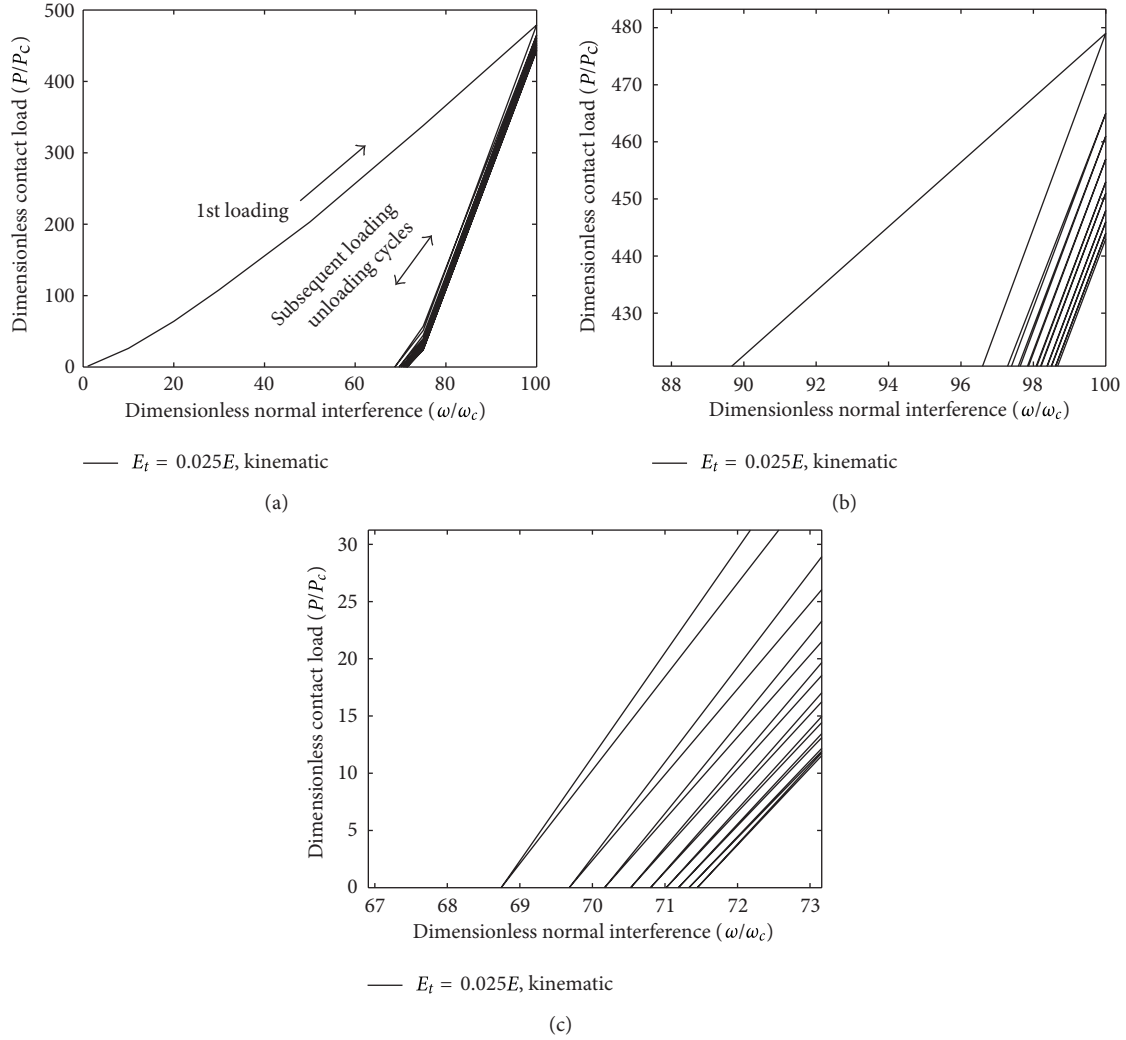 500
400
300
200
100
0
Dimensionless contact load (P/PC)
1st loading
Subsequent loading
unloading cycles
0 20 40 60 80 100
Dimensionless normal interference (ω/ωc)
Et = 0.025E, kinematic
(a)
480
470
460
450
440
430
Dimensionless contact load (P/PC)
88 90 92 94 96 98 100
Dimensionless normal interference (ω/ωc)
Et = 0.025E, kinematic
(b)
30
25
20
15
10
5
0
Dimensionless contact load (P/Pc)
67 68 69 70 71 72 73
Dimensionless normal interference (ω/ωc)
Et = 0.025E, kinematic
(c)